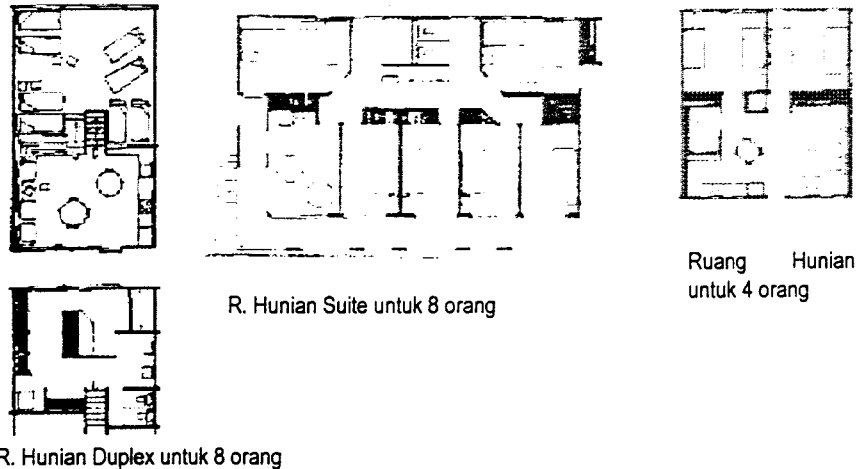 R. Hunian Suite untuk 8 orang
Ruang Hunian
untuk 4 orang
R. Hunian Duplex untuk 8 orang